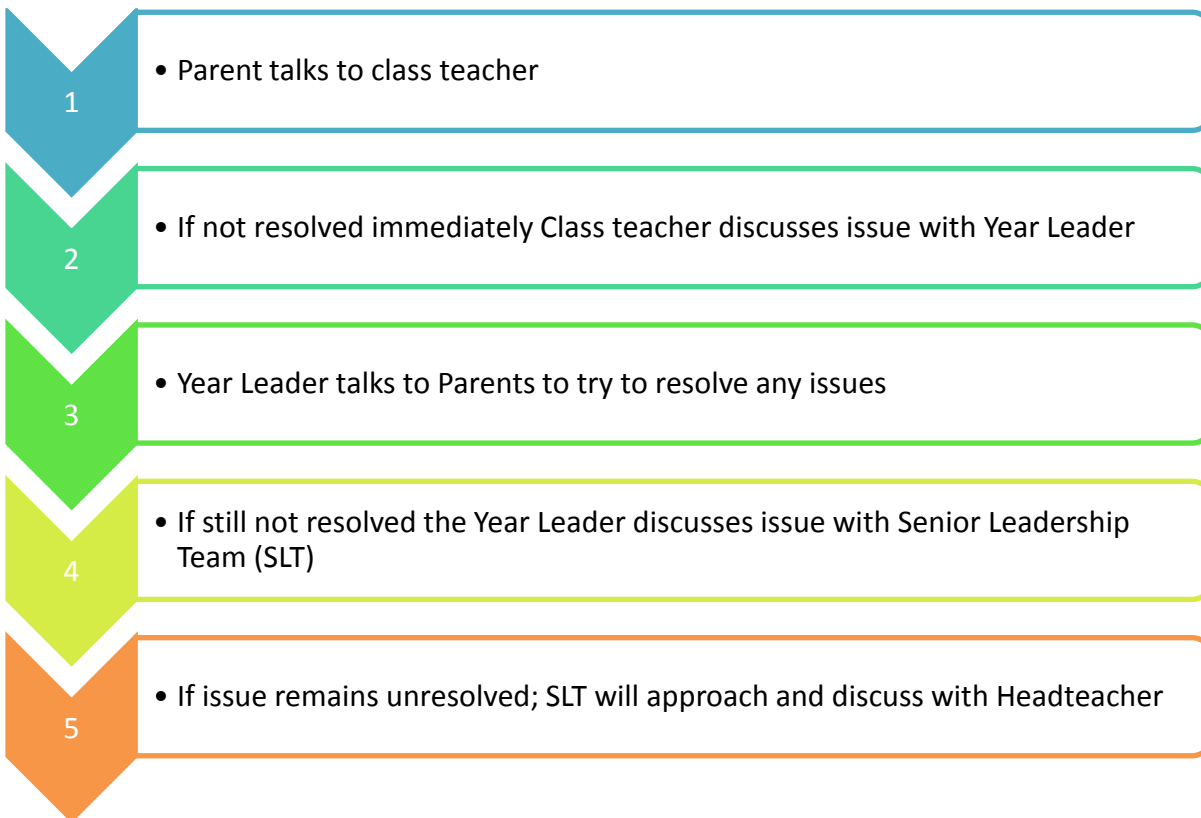 1
• Parent talks to class teacher
2
• If not resolved immediately Class teacher discusses issue with Year Leader
3
• Year Leader talks to Parents to try to resolve any issues
4
• If still not resolved the Year Leader discusses issue with Senior Leadership
Team (SLT)
5
• If issue remains unresolved; SLT will approach and discuss with Headteacher